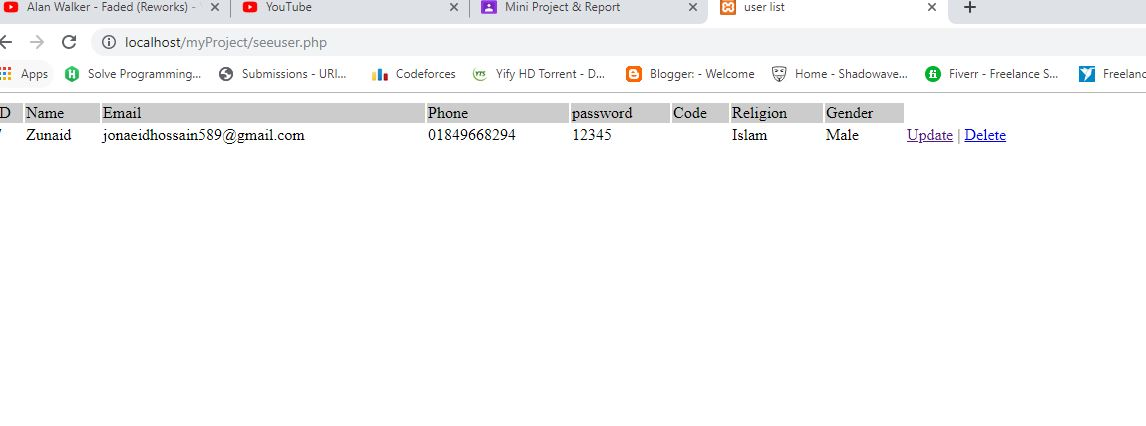 Alan Walker - Faded (Reworks) -
YouTube
Mini Project & Report
user list
localhost/myProject/seeuser.php
Apps
Solve Programming...
Submissions - URI...
Codeforces
YTS
Yify HD Torrent - D...
Blogger: - Welcome
Home - Shadowave...
fi
Fiverr - Freelance S...
Freelanc
D Name Email Phone password Code Religion Gender
Zunaid jonaeidhossain589@gmail.com 01849668294 12345 Islam Male Update | Delete